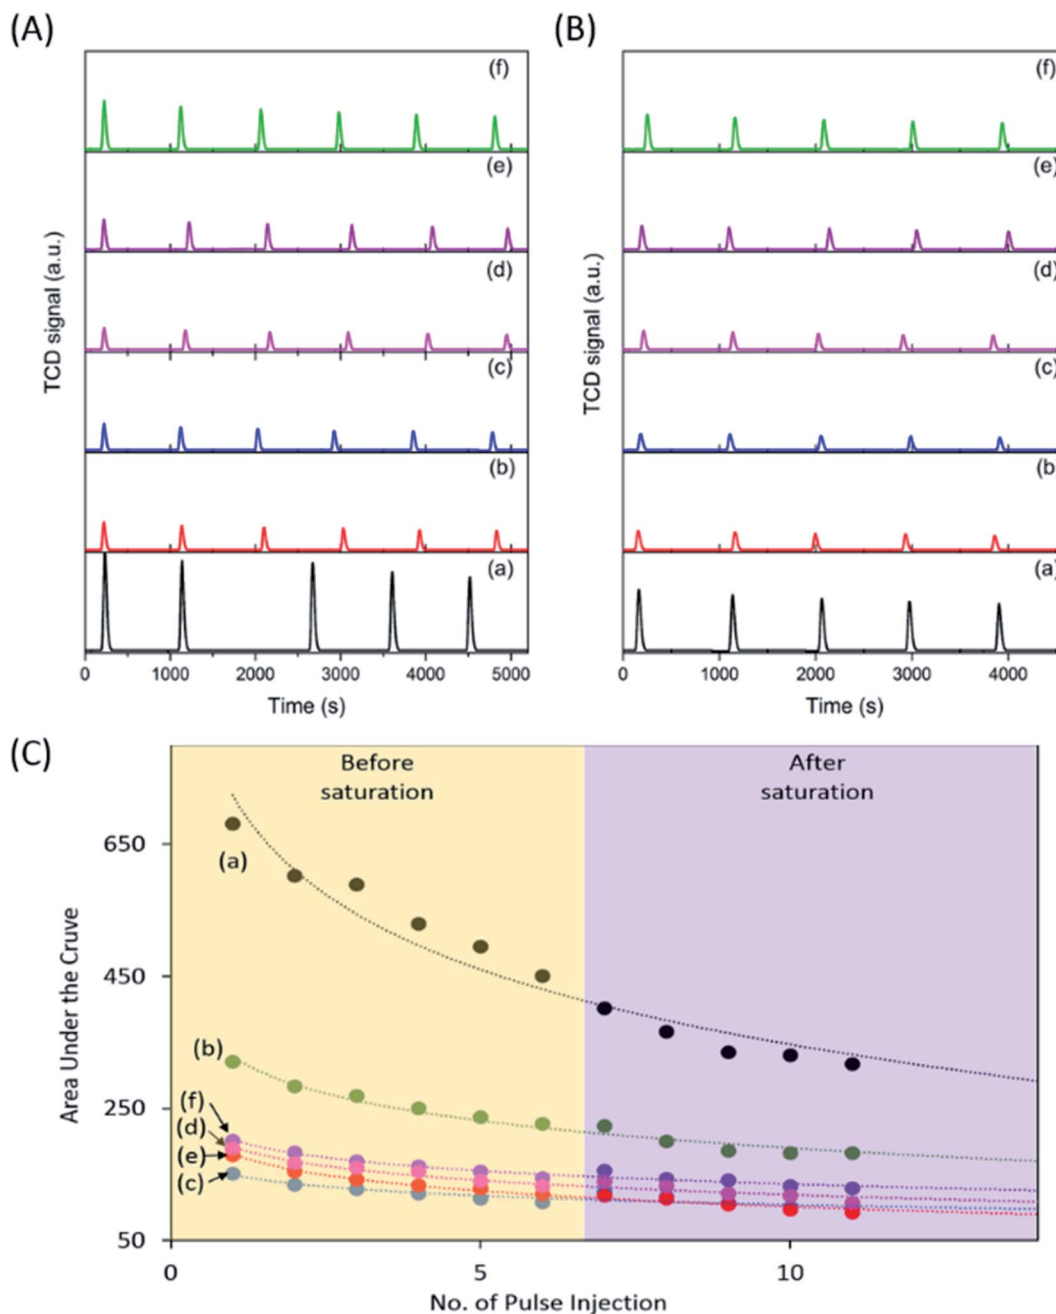 (A)
(f)
(e)
(d)
(c)
(b)
(a)
TCD signal (a.u.)
0 1000 2000 3000 4000 5000
Time (s)
(B)
(f)
(e)
(d)
(c)
(b
(a)
TCD signal (a.u.)
0 1000 2000 3000 4000
Time (s)
(C)
Before
saturation
After
saturation
650
450
250
50
Area Under the Cruve
(a)
(b)
(f)
(d)
(e)
(c)
0 5 10
No. of Pulse Injection